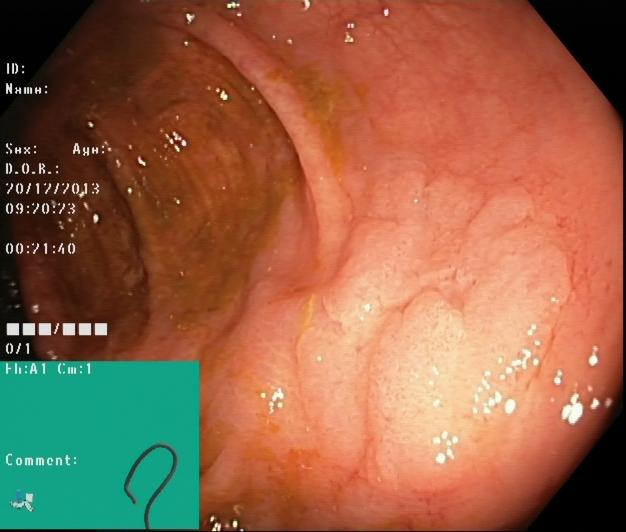 ID:
Name:
Sex: Age:
D.O.B.:
20/12/2013
09:20:23
00:21:40
■■■/■■■
0/1
Eh:A1 Cm:1
Comment: